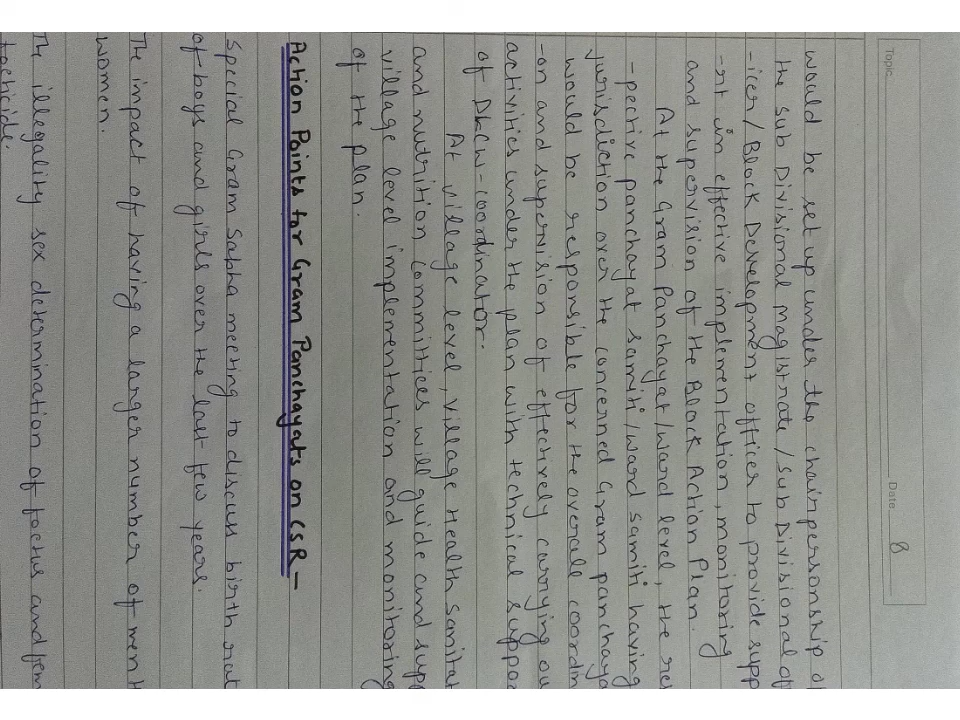 Topic
Date 8
would be set up under the chairpersonship of
the sub Divisional magistrate / sub Divisional off
-icer / Block Development officer to provide supp
-rt in effective implementation, monitoring
and supervision of the Block Action Plan.
At the Gram Panchayat / ward level, the res
-pective panchayat samiti / ward samiti having
jurisdiction over the concerned Gram panchaya
would be responsible for the overall coordin
-on and supervision of effectively carrying ou
activities under the plan with technical suppor
of DKCW-coordinator.
At village level, village Health sanitat
and nutrition committies will guide and supp
village level implementation and monitoring
of the plan.
Action Points for Gram Panchayats on CSR –
Special Gram Sabha meeting to discuss birth rat
of boys and girls over the last few years.
The impact of having a larger number of men t
women.
The illegality sex determination of foetus and fem
foeticide.